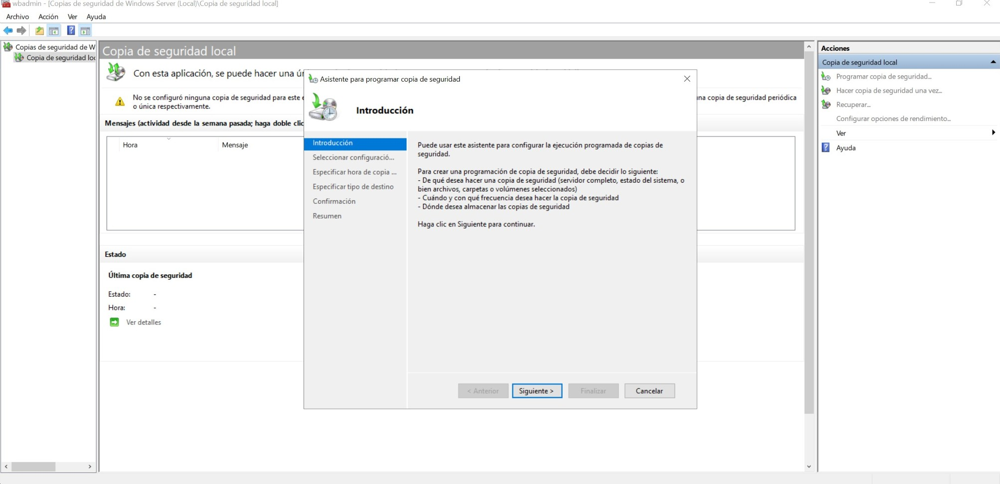 wbadmin - [Copias de seguridad de Windows Server (Local)\Copia de seguridad local]
Archivo Acción Ver Ayuda
Copias de seguridad de W
Copia de seguridad loc
Copia de seguridad local
Con esta aplicación, se puede hacer una ún
No se configuró ninguna copia de seguridad para este e
na copia de seguridad periódica
o única respectivamente.
Mensajes (actividad desde la semana pasada; haga doble clic
Hora Mensaje
Estado
Última copia de seguridad
Estado: -
Hora: -
Ver detalles
Asistente para programar copia de seguridad
Introducción
Introducción
Seleccionar configuració...
Especificar hora de copia ...
Especificar tipo de destino
Confirmación
Resumen
Puede usar este asistente para configurar la ejecución programada de copias de
seguridad.
Para crear una programación de copia de seguridad, debe decidir lo siguiente:
- De qué desea hacer una copia de seguridad (servidor completo, estado del sistema, o
bien archivos, carpetas o volúmenes seleccionados)
- Cuándo y con qué frecuencia desea hacer la copia de seguridad
- Dónde desea almacenar las copias de seguridad
Haga clic en Siguiente para continuar.
< Anterior Siguiente > Finalizar Cancelar
Acciones
Copia de seguridad local
Programar copia de seguridad...
Hacer copia de seguridad una vez...
Recuperar...
Configurar opciones de rendimiento...
Ver
Ayuda